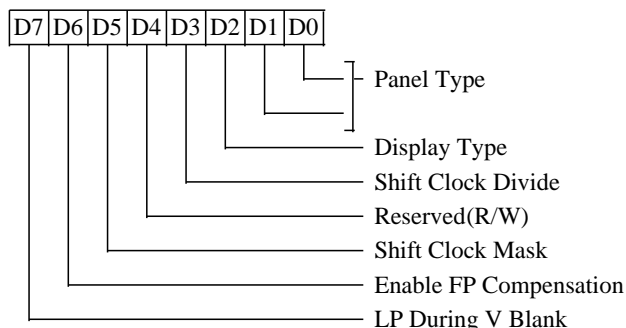 D7 D6 D5 D4 D3 D2 D1 D0
Panel Type
Display Type
Shift Clock Divide
Reserved(R/W)
Shift Clock Mask
Enable FP Compensation
LP During V Blank